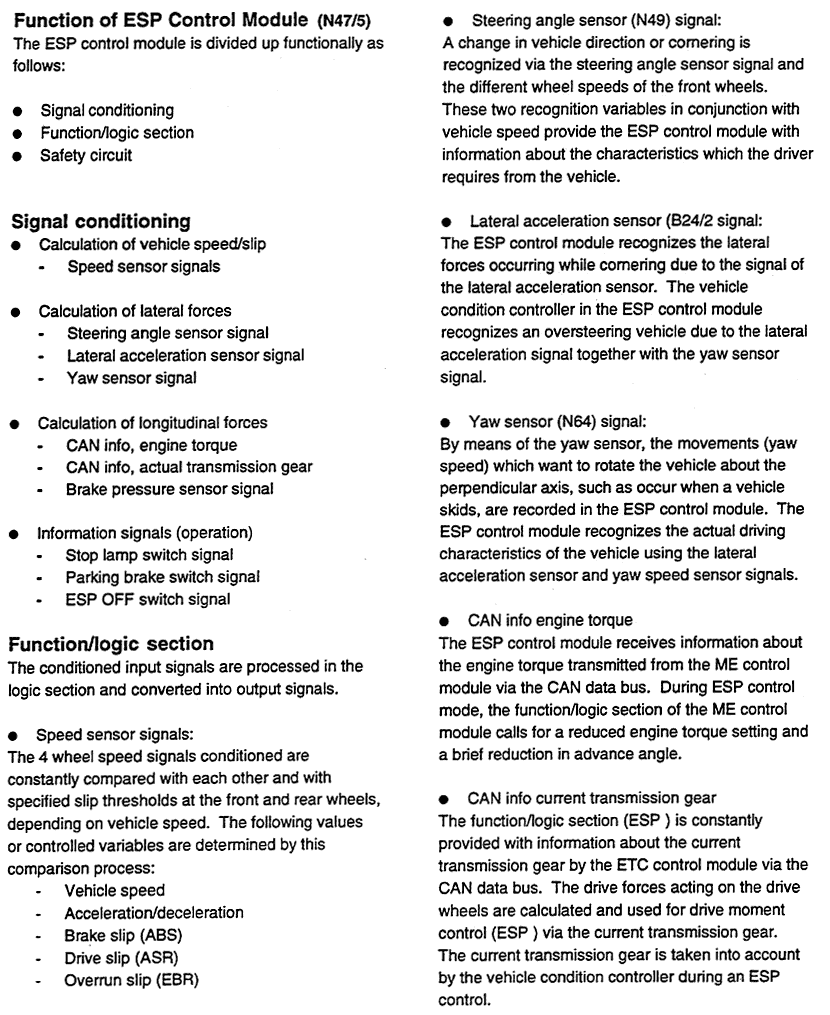 Function of ESP Control Module (N47/5)
The ESP control module is divided up functionally as
follows:
● Signal conditioning
● Function/logic section
● Safety circuit
Signal conditioning
● Calculation of vehicle speed/slip
- Speed sensor signals
● Calculation of lateral forces
- Steering angle sensor signal
- Lateral acceleration sensor signal
- Yaw sensor signal
● Calculation of longitudinal forces
- CAN info, engine torque
- CAN info, actual transmission gear
- Brake pressure sensor signal
● Information signals (operation)
- Stop lamp switch signal
- Parking brake switch signal
- ESP OFF switch signal
Function/logic section
The conditioned input signals are processed in the
logic section and converted into output signals.
● Speed sensor signals:
The 4 wheel speed signals conditioned are
constantly compared with each other and with
specified slip thresholds at the front and rear wheels,
depending on vehicle speed. The following values
or controlled variables are determined by this
comparison process:
- Vehicle speed
- Acceleration/deceleration
- Brake slip (ABS)
- Drive slip (ASR)
- Overrun slip (EBR)
● Steering angle sensor (N49) signal:
A change in vehicle direction or cornering is
recognized via the steering angle sensor signal and
the different wheel speeds of the front wheels.
These two recognition variables in conjunction with
vehicle speed provide the ESP control module with
information about the characteristics which the driver
requires from the vehicle.
● Lateral acceleration sensor (B24/2 signal:
The ESP control module recognizes the lateral
forces occurring while cornering due to the signal of
the lateral acceleration sensor. The vehicle
condition controller in the ESP control module
recognizes an oversteering vehicle due to the lateral
acceleration signal together with the yaw sensor
signal.
● Yaw sensor (N64) signal:
By means of the yaw sensor, the movements (yaw
speed) which want to rotate the vehicle about the
perpendicular axis, such as occur when a vehicle
skids, are recorded in the ESP control module. The
ESP control module recognizes the actual driving
characteristics of the vehicle using the lateral
acceleration sensor and yaw speed sensor signals.
● CAN info engine torque
The ESP control module receives information about
the engine torque transmitted from the ME control
module via the CAN data bus. During ESP control
mode, the function/logic section of the ME control
module calls for a reduced engine torque setting and
a brief reduction in advance angle.
● CAN info current transmission gear
The function/logic section (ESP ) is constantly
provided with information about the current
transmission gear by the ETC control module via the
CAN data bus. The drive forces acting on the drive
wheels are calculated and used for drive moment
control (ESP ) via the current transmission gear.
The current transmission gear is taken into account
by the vehicle condition controller during an ESP
control.